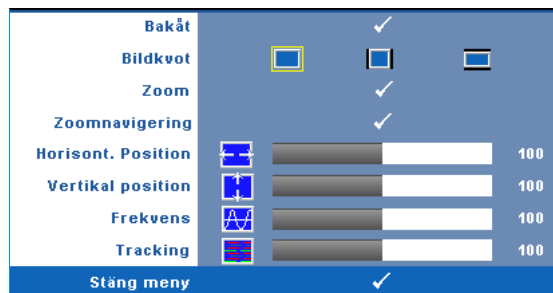 Bakåt
Bildkvot
Zoom
Zoomnavigering
Horisont. Position 100
Vertikal position 100
Frekvens 100
Tracking 100
Stäng meny